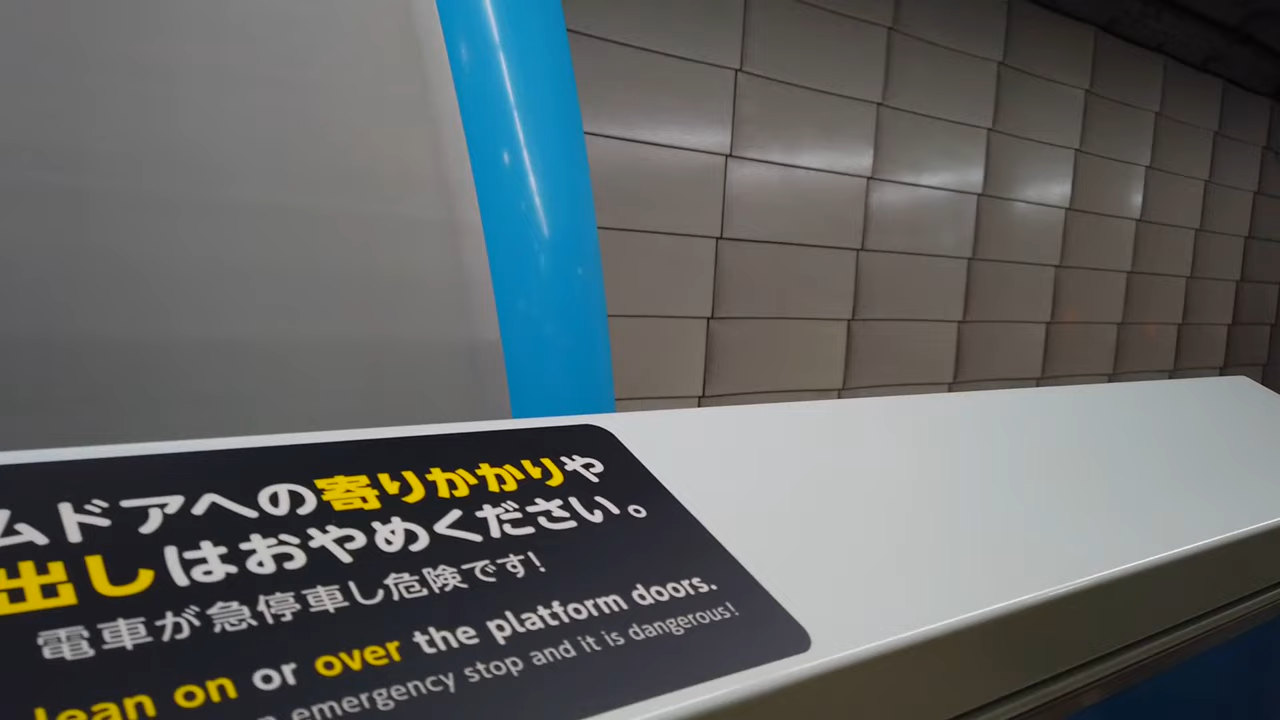 ムドアへの寄りかかりや
出しはおやめください。
電車が急停車し危険です!
lean on or over the platform doors.
emergency stop and it is dangerous!